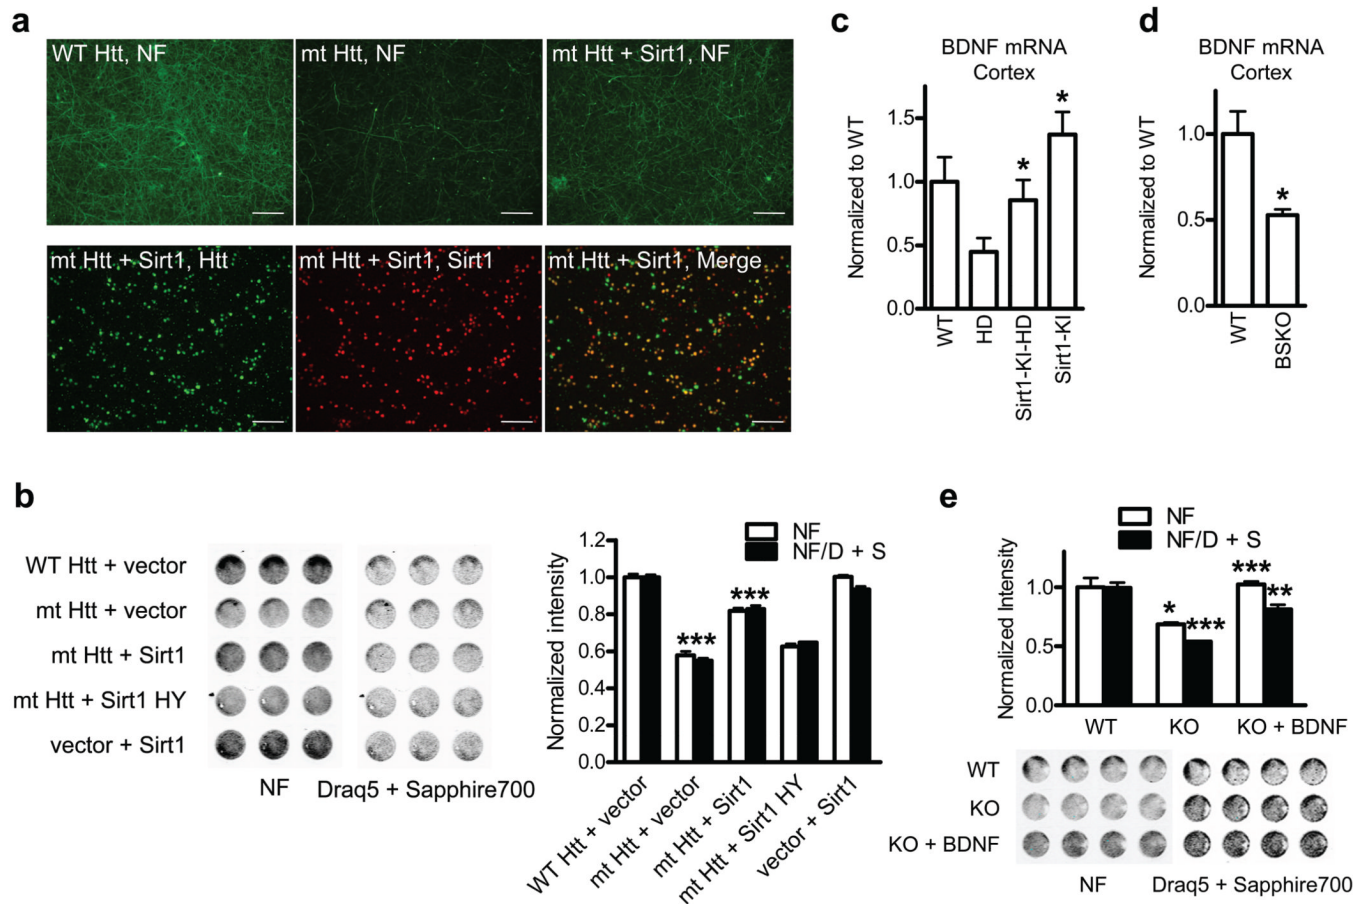 a
WT Htt, NF
mt Htt, NF
mt Htt + Sirt1, NF
mt Htt + Sirt1, Htt
mt Htt + Sirt1, Sirt1
mt Htt + Sirt1, Merge
c
BDNF mRNA
Cortex
Normalized to WT
1.5
1.0
0.5
0.0
*
*
WT
HD
Sirt1-KI-HD
Sirt1-KI
d
BDNF mRNA
Cortex
Normalized to WT
1.0
0.5
0.0
*
WT
BSKO
b
WT Htt + vector
mt Htt + vector
mt Htt + Sirt1
mt Htt + Sirt1 HY
vector + Sirt1
NF
Draq5 + Sapphire700
NF
NF/D + S
Normalized intensity
1.2
1.0
0.8
0.6
0.4
0.2
0.0
***
***
WT Htt + vector
mt Htt + vector
mt Htt + Sirt1
mt Htt + Sirt1 HY
vector + Sirt1
e
NF
NF/D + S
Normalized Intensity
1.0
0.5
0.0
*
***
***
**
WT
KO
KO + BDNF
WT
KO
KO + BDNF
NF
Draq5 + Sapphire700